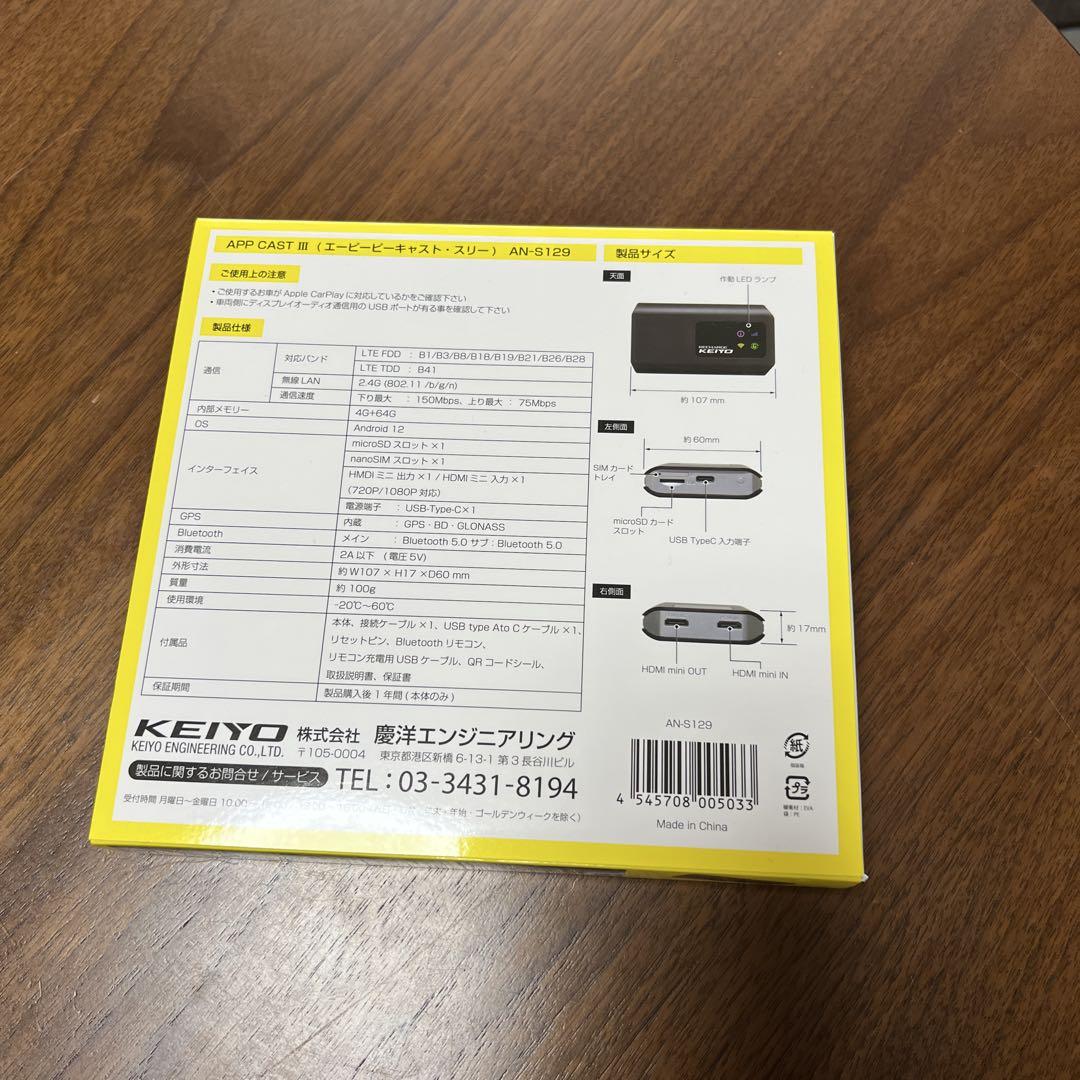 APP CAST Ⅲ (エーピーピーキャスト・スリー) AN-S129
ご使用上の注意
・ご使用するお車が Apple CarPlay に対応しているかをご確認下さい
・車両側にディスプレイオーディオ通信用の USB ポートが有る事を確認して下さい
製品仕様
通信 対応バンド LTE FDD : B1/B3/B8/B18/B19/B21/B26/B28
LTE TDD : B41
無線 LAN 2.4G (802.11 /b/g/n)
通信速度 下り最大 : 150Mbps、上り最大 : 75Mbps
内部メモリー 4G+64G
OS Android 12
インターフェイス microSD スロット ×1
nanoSIM スロット ×1
HMDI ミニ 出力 ×1 / HDMI ミニ 入力 ×1
(720P/1080P 対応)
電源端子 : USB-Type-C×1
GPS 内蔵 : GPS・BD・GLONASS
Bluetooth メイン : Bluetooth 5.0 サブ : Bluetooth 5.0
消費電流 2A 以下 (電圧 5V)
外形寸法 約 W107 × H17 ×D60 mm
質量 約 100g
使用環境 -20℃~60℃
付属品 本体、接続ケーブル ×1、USB type Ato C ケーブル ×1、
リセットピン、Bluetooth リモコン、
リモコン充電用 USB ケーブル、QR コードシール、
取扱説明書、保証書
保証期間 製品購入後 1 年間 (本体のみ)
KEIYO 株式会社 慶洋エンジニアリング
KEIYO ENGINEERING CO.,LTD. 〒105-0004 東京都港区新橋 6-13-1 第 3 長谷川ビル
製品に関するお問合せ / サービス TEL : 03-3431-8194
受付時間 月曜日~金曜日 10:00 年始・ゴールデンウィークを除く)
製品サイズ
天面
作動 LED ランプ
KEIYO
約 107 mm
左側面
約 60mm
SIM カード
トレイ
microSD カード
スロット
USB TypeC 入力端子
右側面
約 17mm
HDMI mini OUT
HDMI mini IN
AN-S129
4 545708 005033
Made in China
紙
個装箱
プラ
緩衝材 : EVA
袋 : PE